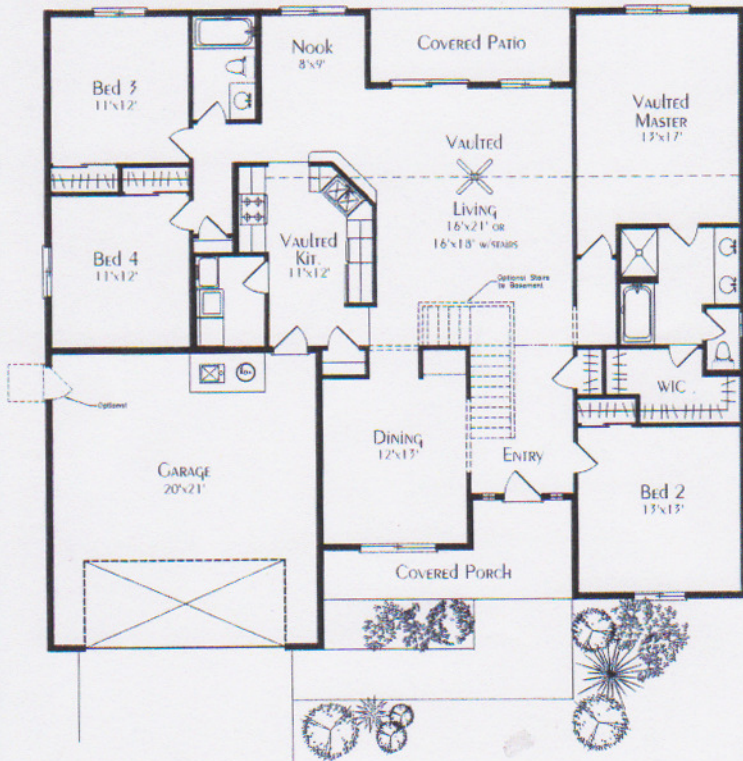 Nook
8'x9'
Covered Patio
Bed 3
11'x12'
Vaulted
Master
13'x17'
Vaulted
Living
16'x21' or
16'x18' w/stairs
Bed 4
11'x12'
Vaulted
Kit.
11'x12'
Optional Stairs
to Basement
WIC
Optional
Dining
12'x13'
Entry
Garage
20'x21'
Bed 2
13'x13'
Covered Porch